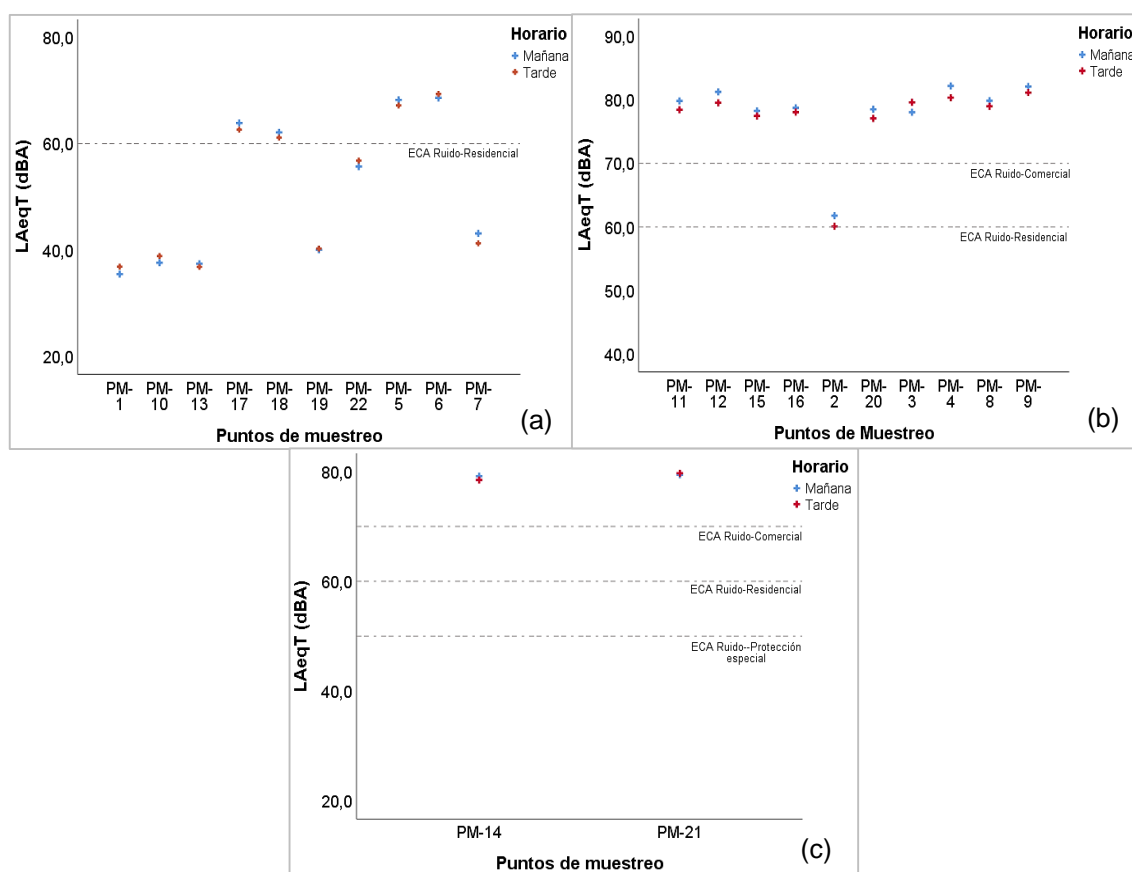 80,0
60,0
40,0
20,0
LAeqT (dBA)
Horario
Mañana
Tarde
ECA Ruido-Residencial
PM-1
PM-10
PM-13
PM-17
PM-18
PM-19
PM-22
PM-5
PM-6
PM-7
Puntos de muestreo
(a)
90,0
80,0
70,0
60,0
50,0
40,0
LAeqT (dBA)
Horario
Mañana
Tarde
ECA Ruido-Comercial
ECA Ruido-Residencial
PM-11
PM-12
PM-15
PM-16
PM-2
PM-20
PM-3
PM-4
PM-8
PM-9
Puntos de Muestreo
(b)
80,0
60,0
40,0
20,0
LAeqT (dBA)
Horario
Mañana
Tarde
ECA Ruido-Comercial
ECA Ruido-Residencial
ECA Ruido--Protección
especial
PM-14
PM-21
Puntos de muestreo
(c)